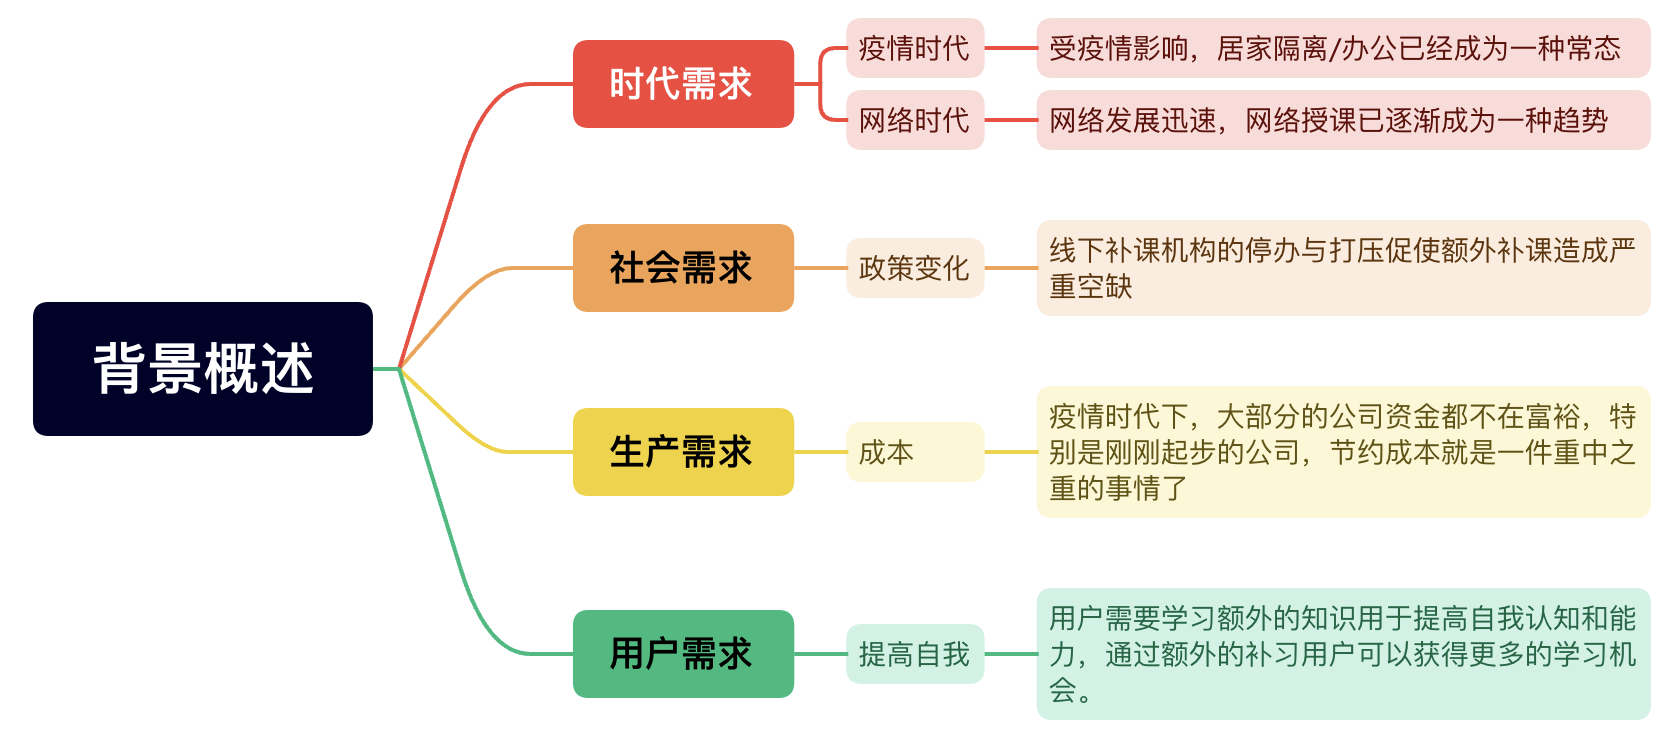 背景概述
时代需求
疫情时代
受疫情影响，居家隔离/办公已经成为一种常态
网络时代
网络发展迅速，网络授课已逐渐成为一种趋势
社会需求
政策变化
线下补课机构的停办与打压促使额外补课造成严
重空缺
生产需求
成本
疫情时代下，大部分的公司资金都不在富裕，特
别是刚刚起步的公司，节约成本就是一件重中之
重的事情了
用户需求
提高自我
用户需要学习额外的知识用于提高自我认知和能
力，通过额外的补习用户可以获得更多的学习机
会。